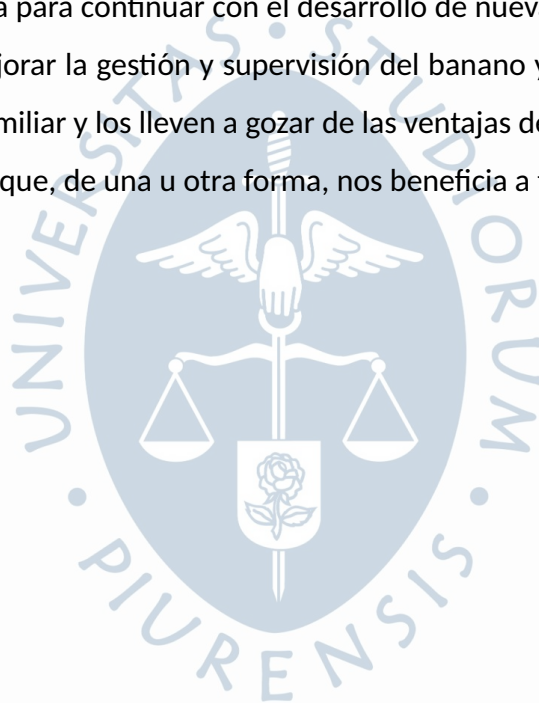 a para continuar con el desarrollo de nuev
jorar la gestión y supervisión del banano y
miliar y los lleven a gozar de las ventajas d
que, de una u otra forma, nos beneficia a
UNIVERSITAS • STUDIORUM • PIURENSIS •